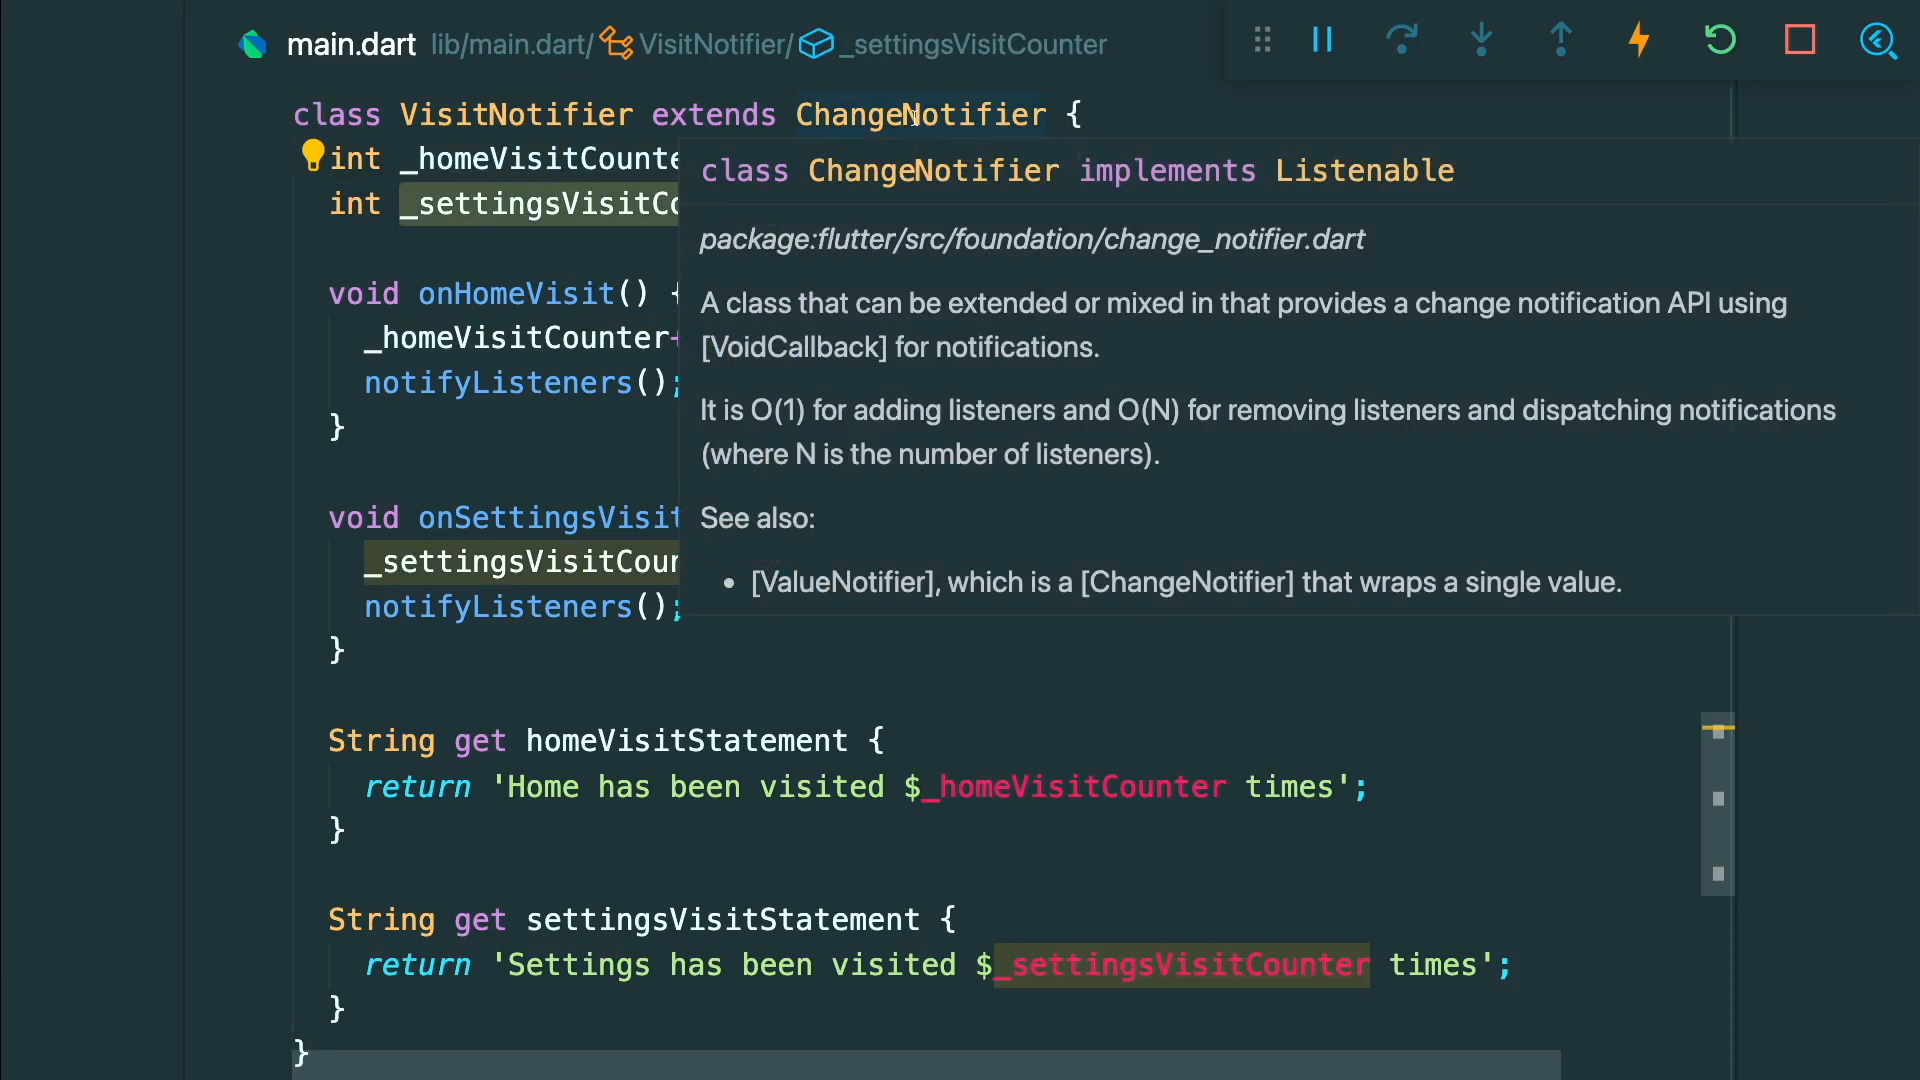 main.dart lib/main.dart/ VisitNotifier/ _settingsVisitCounter
class VisitNotifier extends ChangeNotifier {
int _homeVisitCounte
int _settingsVisitCo
class ChangeNotifier implements Listenable
package:flutter/src/foundation/change_notifier.dart
A class that can be extended or mixed in that provides a change notification API using
[VoidCallback] for notifications.
It is O(1) for adding listeners and O(N) for removing listeners and dispatching notifications
(where N is the number of listeners).
See also:
• [ValueNotifier], which is a [ChangeNotifier] that wraps a single value.
void onHomeVisit() {
_homeVisitCounter+
notifyListeners();
}
void onSettingsVisit
_settingsVisitCoun
notifyListeners();
}
String get homeVisitStatement {
return 'Home has been visited $_homeVisitCounter times';
}
String get settingsVisitStatement {
return 'Settings has been visited $_settingsVisitCounter times';
}
}